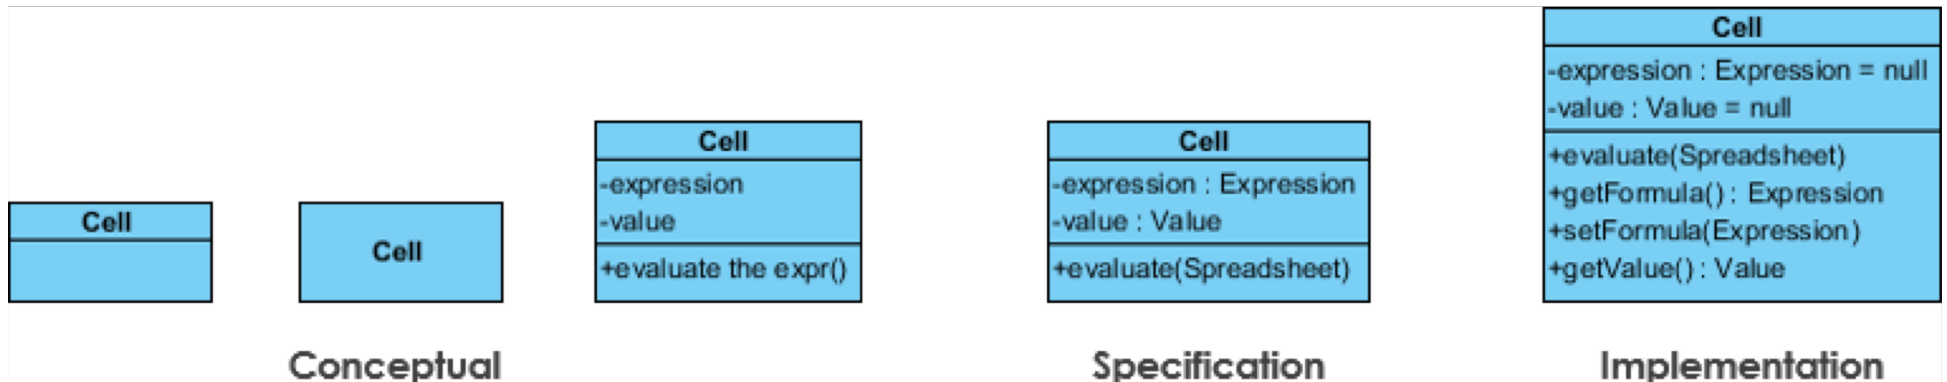 Cell
Cell
Cell
-expression
-value
+evaluate the expr()
Conceptual
Cell
-expression : Expression
-value : Value
+evaluate(Spreadsheet)
Specification
Cell
-expression : Expression = null
-value : Value = null
+evaluate(Spreadsheet)
+getFormula() : Expression
+setFormula(Expression)
+getValue() : Value
Implementation